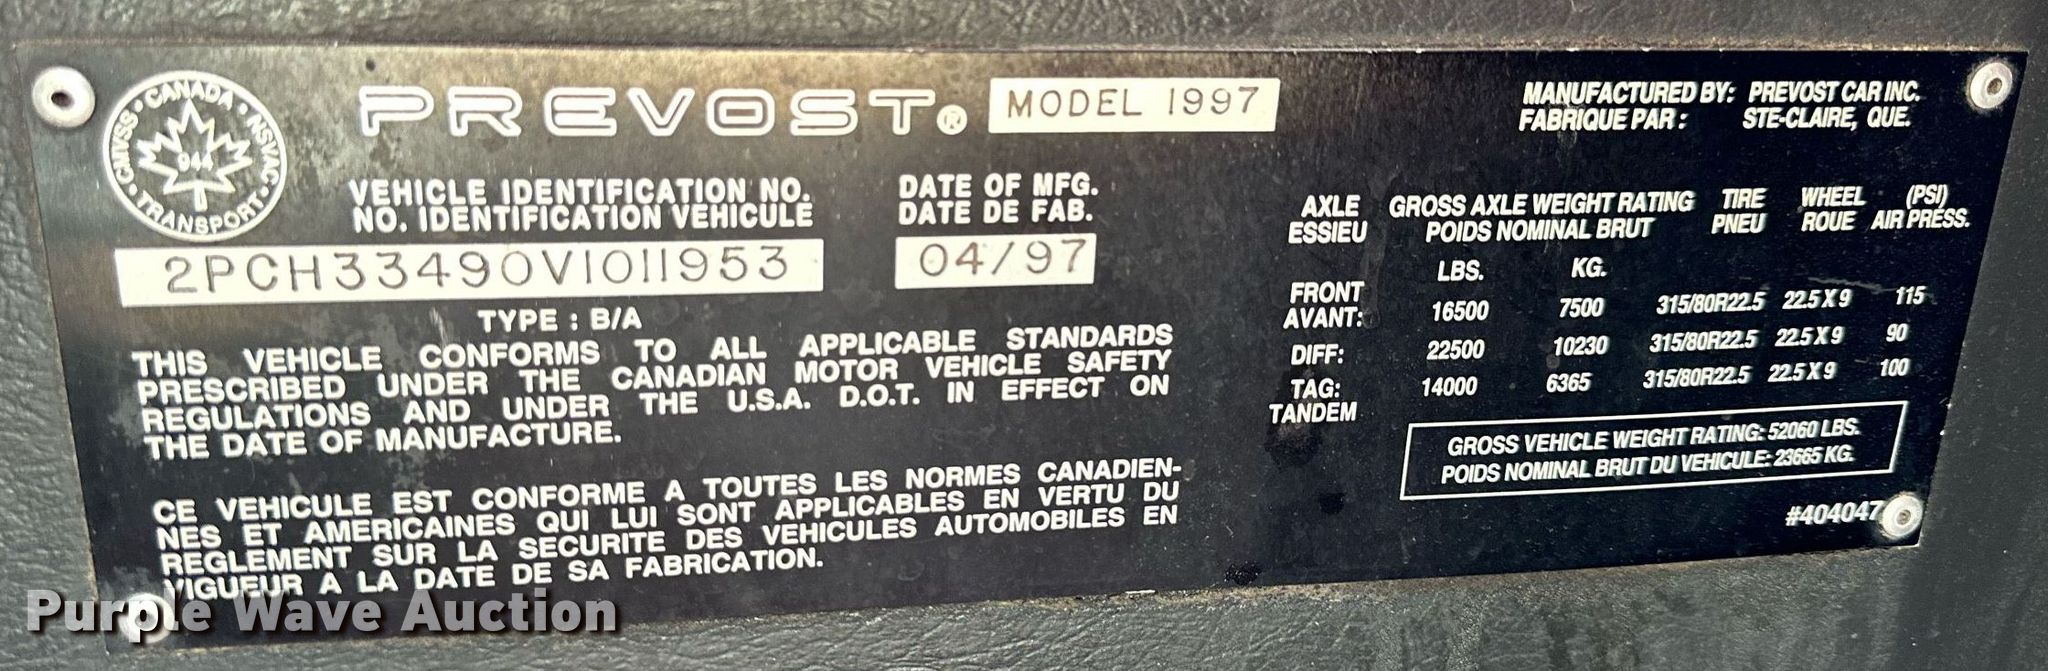 CMVSS • CANADA • NSVAC • TRANSPORT •
044
PREVOST® MODEL 1997
MANUFACTURED BY: PREVOST CAR INC.
FABRIQUE PAR : STE-CLAIRE, QUE.
VEHICLE IDENTIFICATION NO.
NO. IDENTIFICATION VEHICULE
2PCH33490V1011953
DATE OF MFG.
DATE DE FAB.
04/97
TYPE : B/A
THIS VEHICLE CONFORMS TO ALL APPLICABLE STANDARDS
PRESCRIBED UNDER THE CANADIAN MOTOR VEHICLE SAFETY
REGULATIONS AND UNDER THE U.S.A. D.O.T. IN EFFECT ON
THE DATE OF MANUFACTURE.
CE VEHICULE EST CONFORME A TOUTES LES NORMES CANADIEN-
NES ET AMERICAINES QUI LUI SONT APPLICABLES EN VERTU DU
REGLEMENT SUR LA SECURITE DES VEHICULES AUTOMOBILES EN
VIGUEUR A LA DATE DE SA FABRICATION.
AXLE GROSS AXLE WEIGHT RATING TIRE WHEEL (PSI)
ESSIEU POIDS NOMINAL BRUT PNEU ROUE AIR PRESS.
LBS. KG.
FRONT
AVANT: 16500 7500 315/80R22.5 22.5 X 9 115
DIFF: 22500 10230 315/80R22.5 22.5 X 9 90
TAG: 14000 6365 315/80R22.5 22.5 X 9 100
TANDEM
GROSS VEHICLE WEIGHT RATING: 52060 LBS.
POIDS NOMINAL BRUT DU VEHICULE: 23665 KG.
#404047
Purple Wave Auction